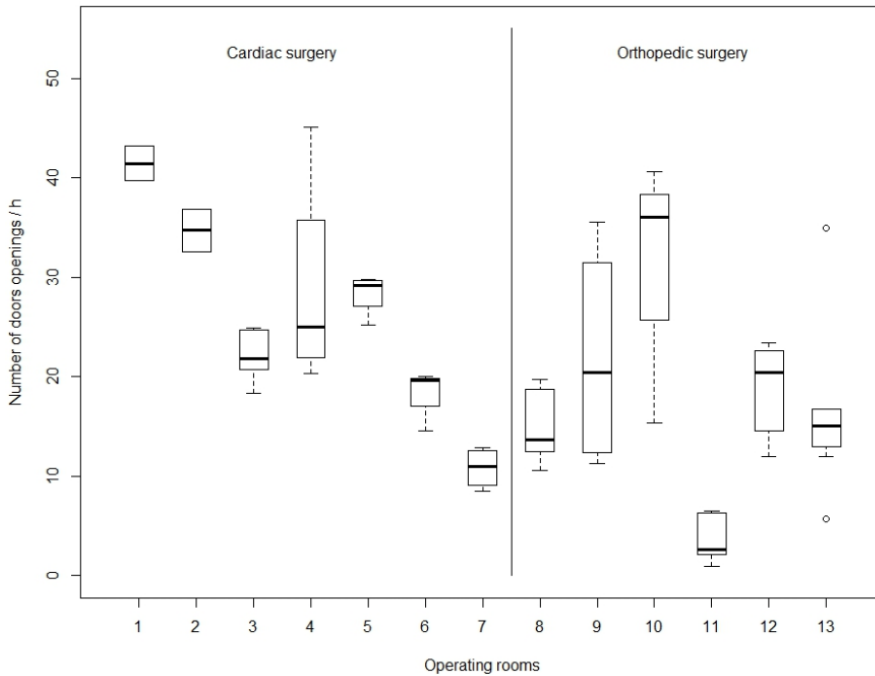 Cardiac surgery
Orthopedic surgery
Number of doors openings / h
50
40
30
20
10
0
1 2 3 4 5 6 7 8 9 10 11 12 13
Operating rooms